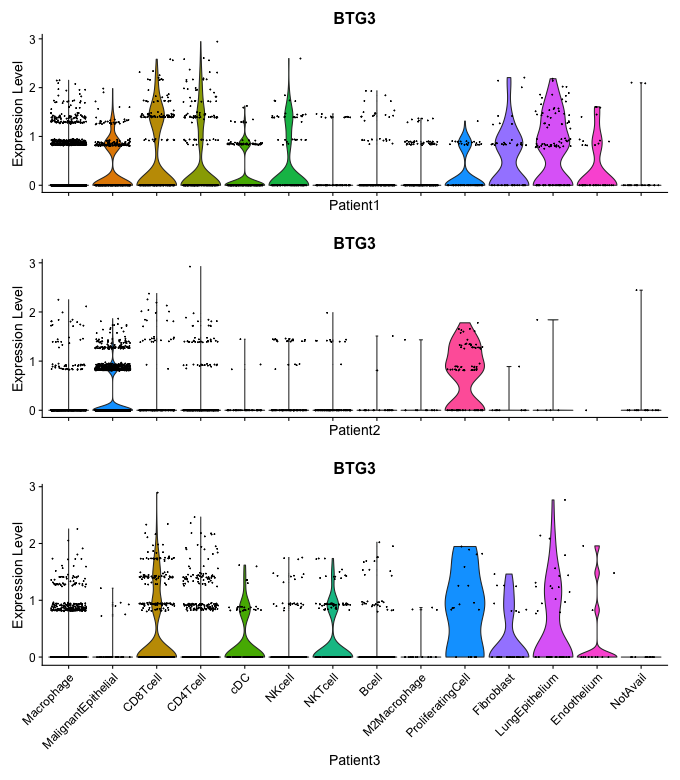 BTG3
Expression Level
3
2
1
0
Patient1
BTG3
Expression Level
3
2
1
0
Patient2
BTG3
Expression Level
3
2
1
0
Macrophage
MalignantEpithelial
CD8Tcell
CD4Tcell
cDC
NKcell
NKTcell
Bcell
M2Macrophage
ProliferatingCell
Fibroblast
LungEpithelium
Endothelium
NotAvail
Patient3